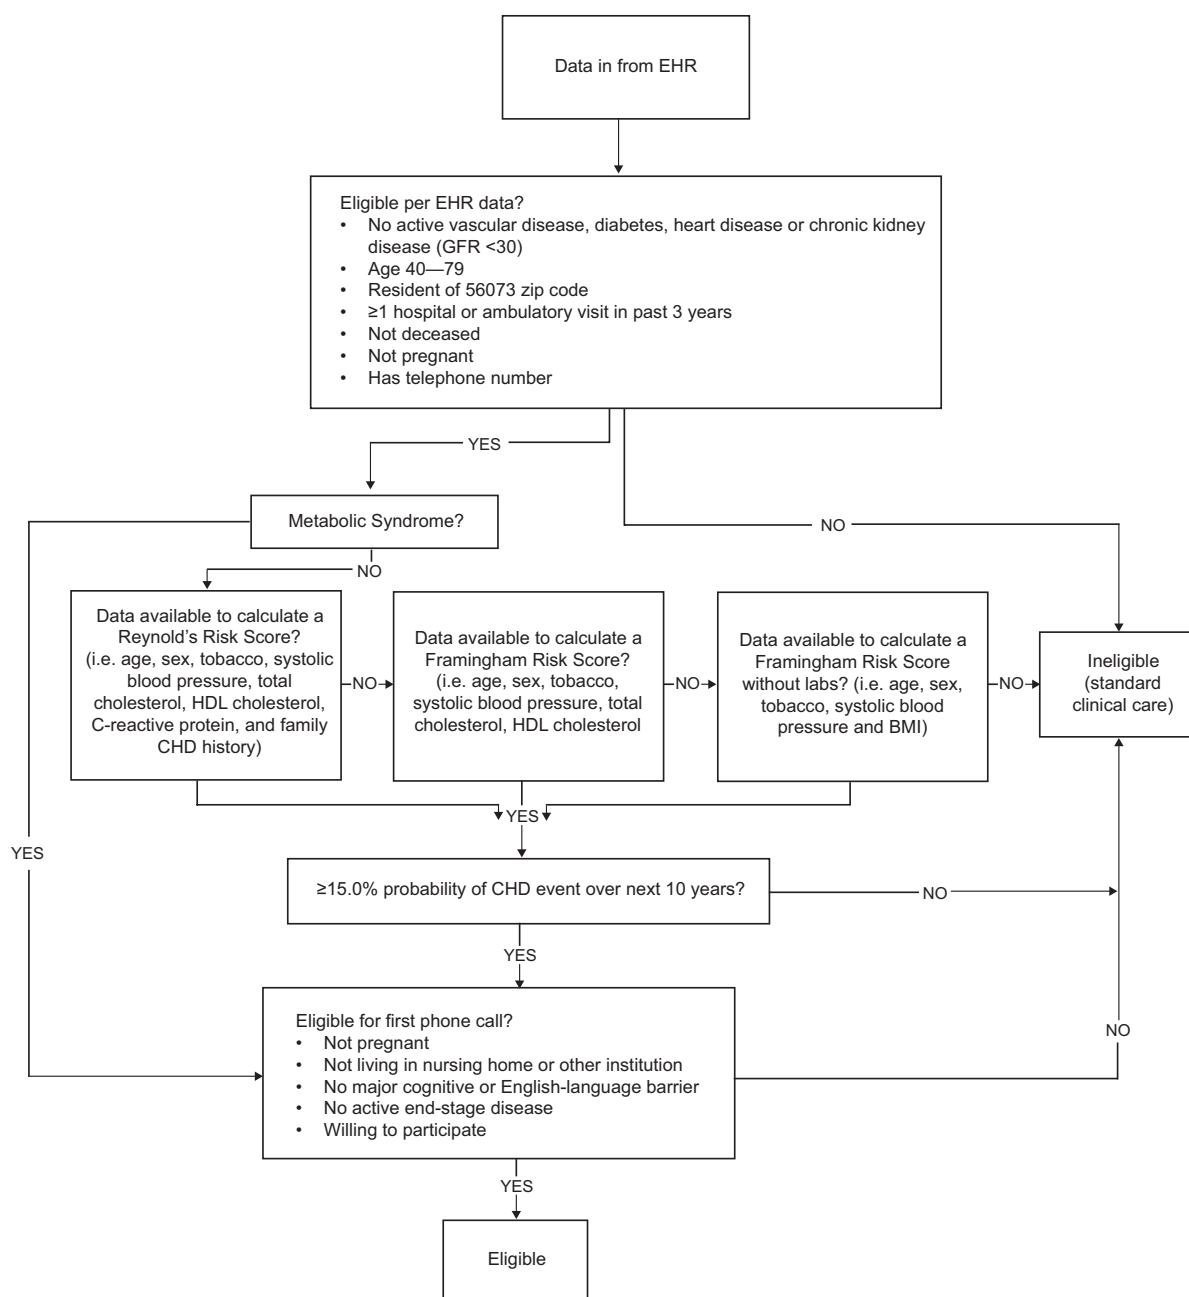 Data in from EHR
Eligible per EHR data?
• No active vascular disease, diabetes, heart disease or chronic kidney
disease (GFR <30)
• Age 40—79
• Resident of 56073 zip code
• ≥1 hospital or ambulatory visit in past 3 years
• Not deceased
• Not pregnant
• Has telephone number
YES
Metabolic Syndrome?
NO
NO
Data available to calculate a
Reynold's Risk Score?
(i.e. age, sex, tobacco, systolic
blood pressure, total
cholesterol, HDL cholesterol,
C-reactive protein, and family
CHD history)
NO
Data available to calculate a
Framingham Risk Score?
(i.e. age, sex, tobacco,
systolic blood pressure, total
cholesterol, HDL cholesterol
NO
Data available to calculate a
Framingham Risk Score
without labs? (i.e. age, sex,
tobacco, systolic blood
pressure and BMI)
NO
Ineligible
(standard
clinical care)
YES
YES
≥15.0% probability of CHD event over next 10 years?
NO
YES
Eligible for first phone call?
• Not pregnant
• Not living in nursing home or other institution
• No major cognitive or English-language barrier
• No active end-stage disease
• Willing to participate
NO
YES
Eligible